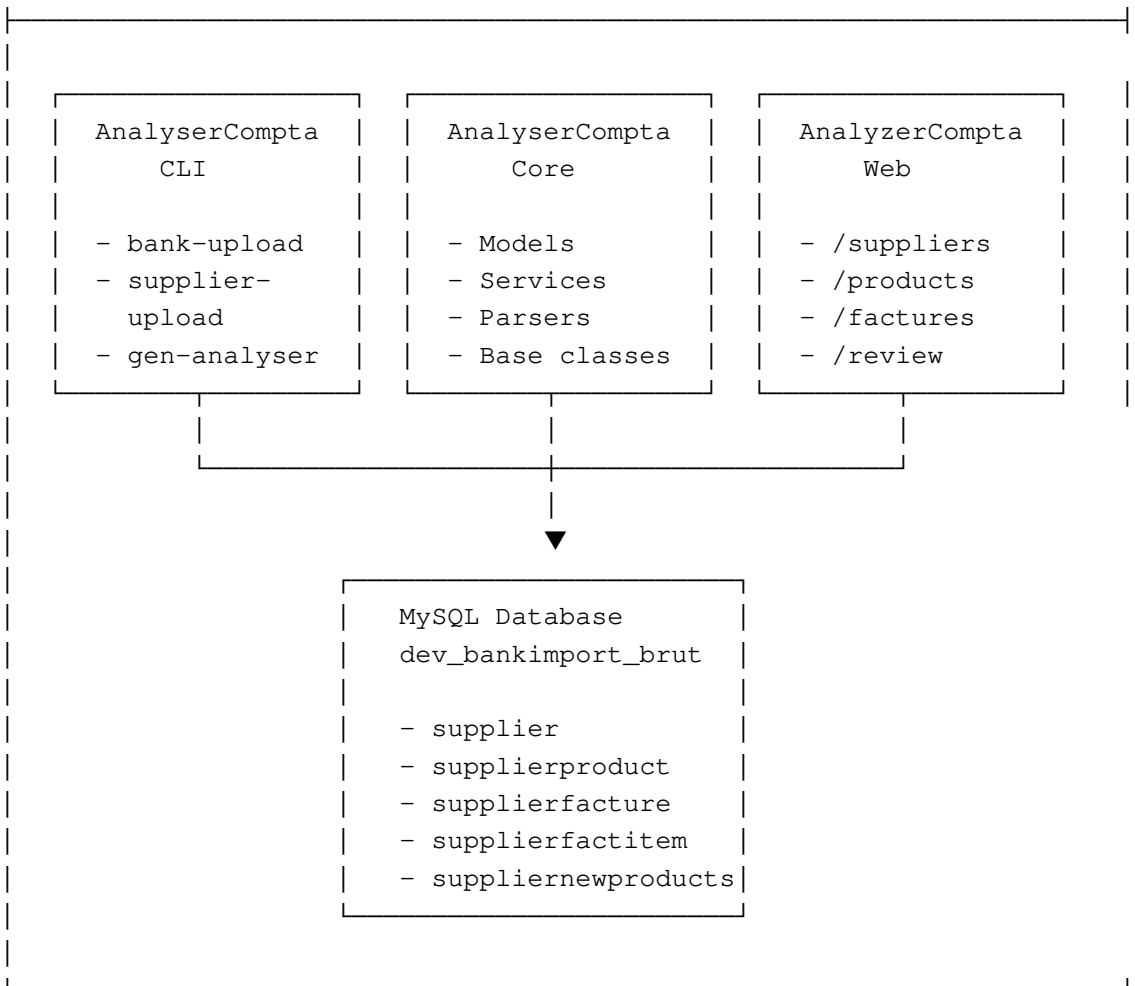 AnalyserCompta AnalyserCompta AnalyzerCompta
CLI Core Web
- bank-upload - Models - /suppliers
- supplier- - Services - /products
upload - Parsers - /factures
- gen-analyser - Base classes - /review
MySQL Database
dev_bankimport_brut
- supplier
- supplierproduct
- supplierfacture
- supplierfactitem
- suppliernewproducts